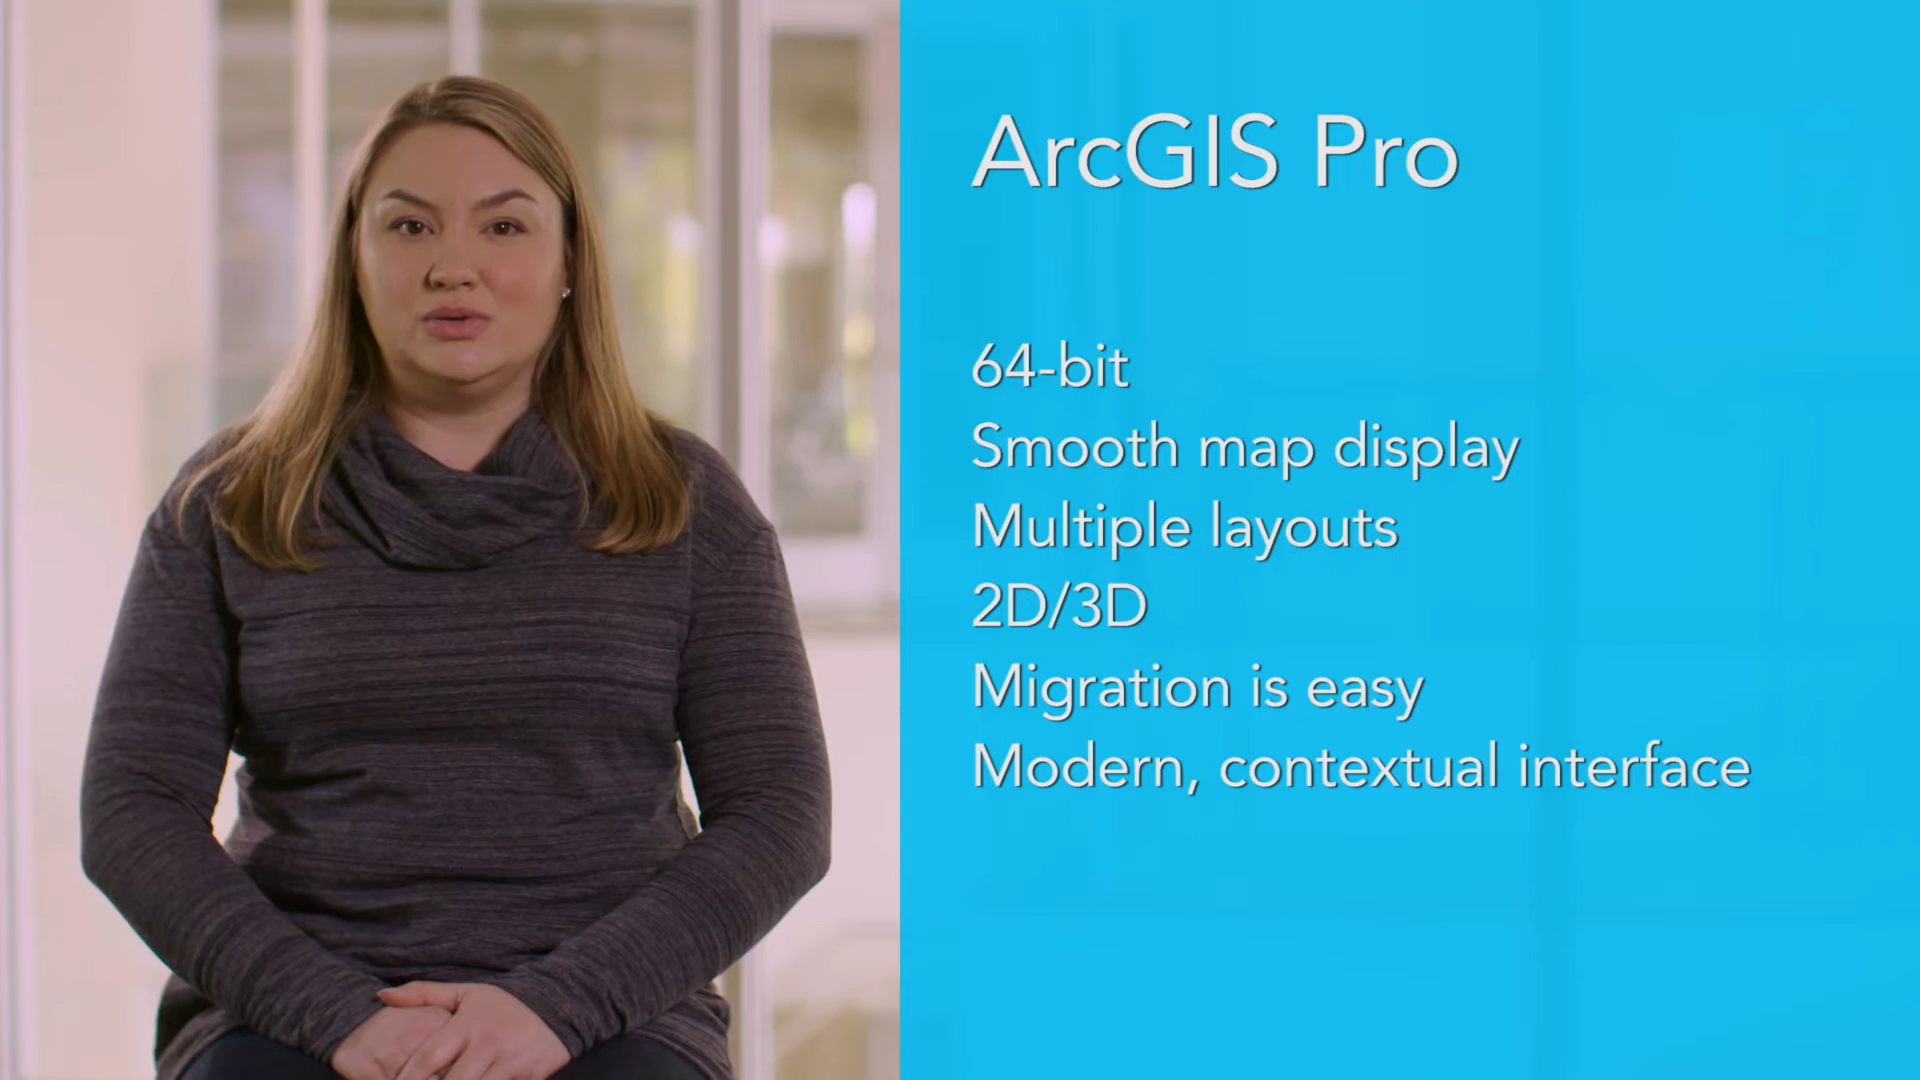 ArcGIS Pro
64-bit
Smooth map display
Multiple layouts
2D/3D
Migration is easy
Modern, contextual interface